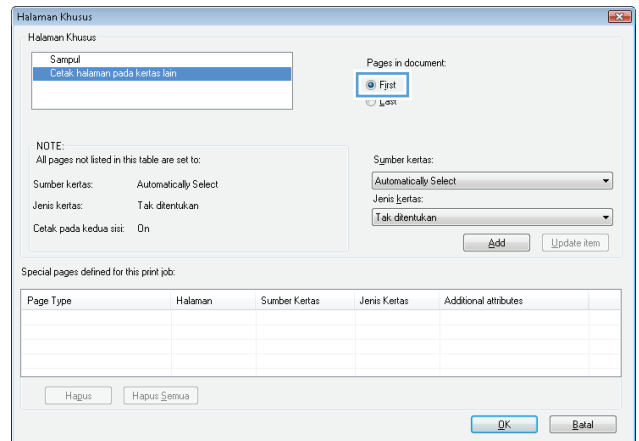 Halaman Khusus
Halaman Khusus
Sampul
Cetak halaman pada kertas lain
Pages in document:
First
Last
NOTE:
All pages not listed in this table are set to:
Sumber kertas: Automatically Select
Jenis kertas: Tak ditentukan
Cetak pada kedua sisi: On
Sumber kertas:
Automatically Select
Jenis kertas:
Tak ditentukan
Add Update item
Special pages defined for this print job:
Page Type Halaman Sumber Kertas Jenis Kertas Additional attributes
Hapus Hapus Semua
OK Batal